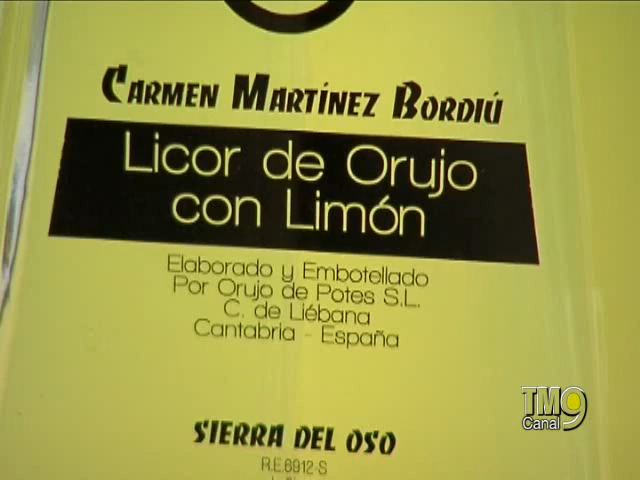 CARMEN MARTÍNEZ BORDIÚ
Licor de Orujo
con Limón
Elaborado y Embotellado
Por Orujo de Potes S.L.
C. de Liébana
Cantabria - España
SIERRA DEL OSO
R.E.6912-S
TM9
Canal